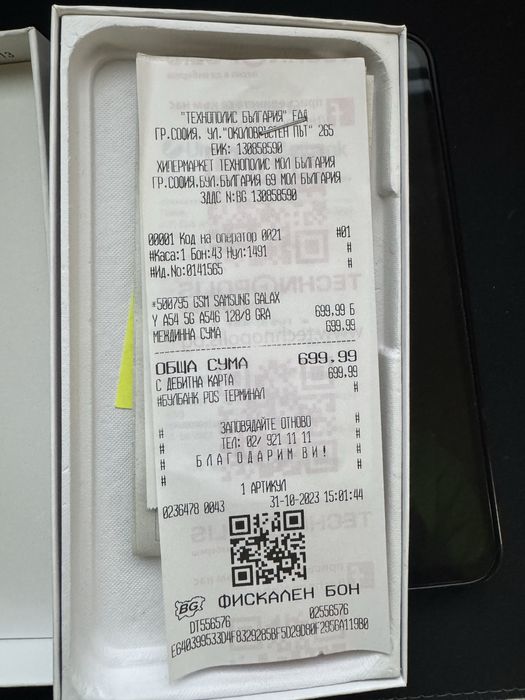 "ТЕХНОПОЛИС БЪЛГАРИЯ" ЕАД
ГР.СОФИЯ, УЛ."ОКОЛОВРЪСТЕН ПЪТ" 265
ЕИК: 130858590
ХИПЕРМАРКЕТ ТЕХНОПОЛИС МОЛ БЪЛГАРИЯ
ГР.СОФИЯ,БУЛ.БЪЛГАРИЯ 69 МОЛ БЪЛГАРИЯ
ЗДДС N:BG 130858590
00001 Код на оператор 0021 #01
#Каса:1 Бон:43 Нул:1491 #
#Ид.No:0141565 #
*500795 GSM SAMSUNG GALAX
Y A54 5G A546 128/8 GRA 699,99 Б
МЕЖДИННА СУМА 699,99
ОБЩА СУМА 699,99
С ДЕБИТНА КАРТА 699,99
#БУЛБАНК POS ТЕРМИНАЛ #
# ЗАПОВЯДАЙТЕ ОТНОВО #
# ТЕЛ: 02/ 921 11 11 #
# Б Л А Г О Д А Р И М В И ! #
# #
1 АРТИКУЛ
0236478 0043 31-10-2023 15:01:44
BG ФИСКАЛЕН БОН
DT556576 02556576